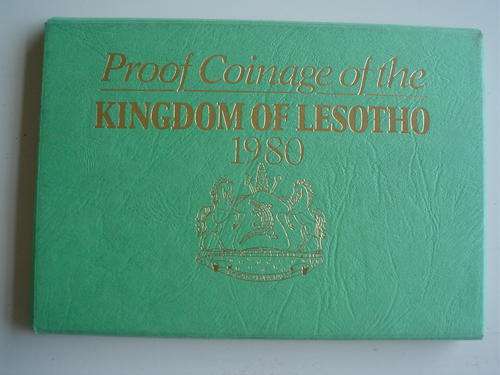 Proof Coinage of the
KINGDOM OF LESOTHO
1980